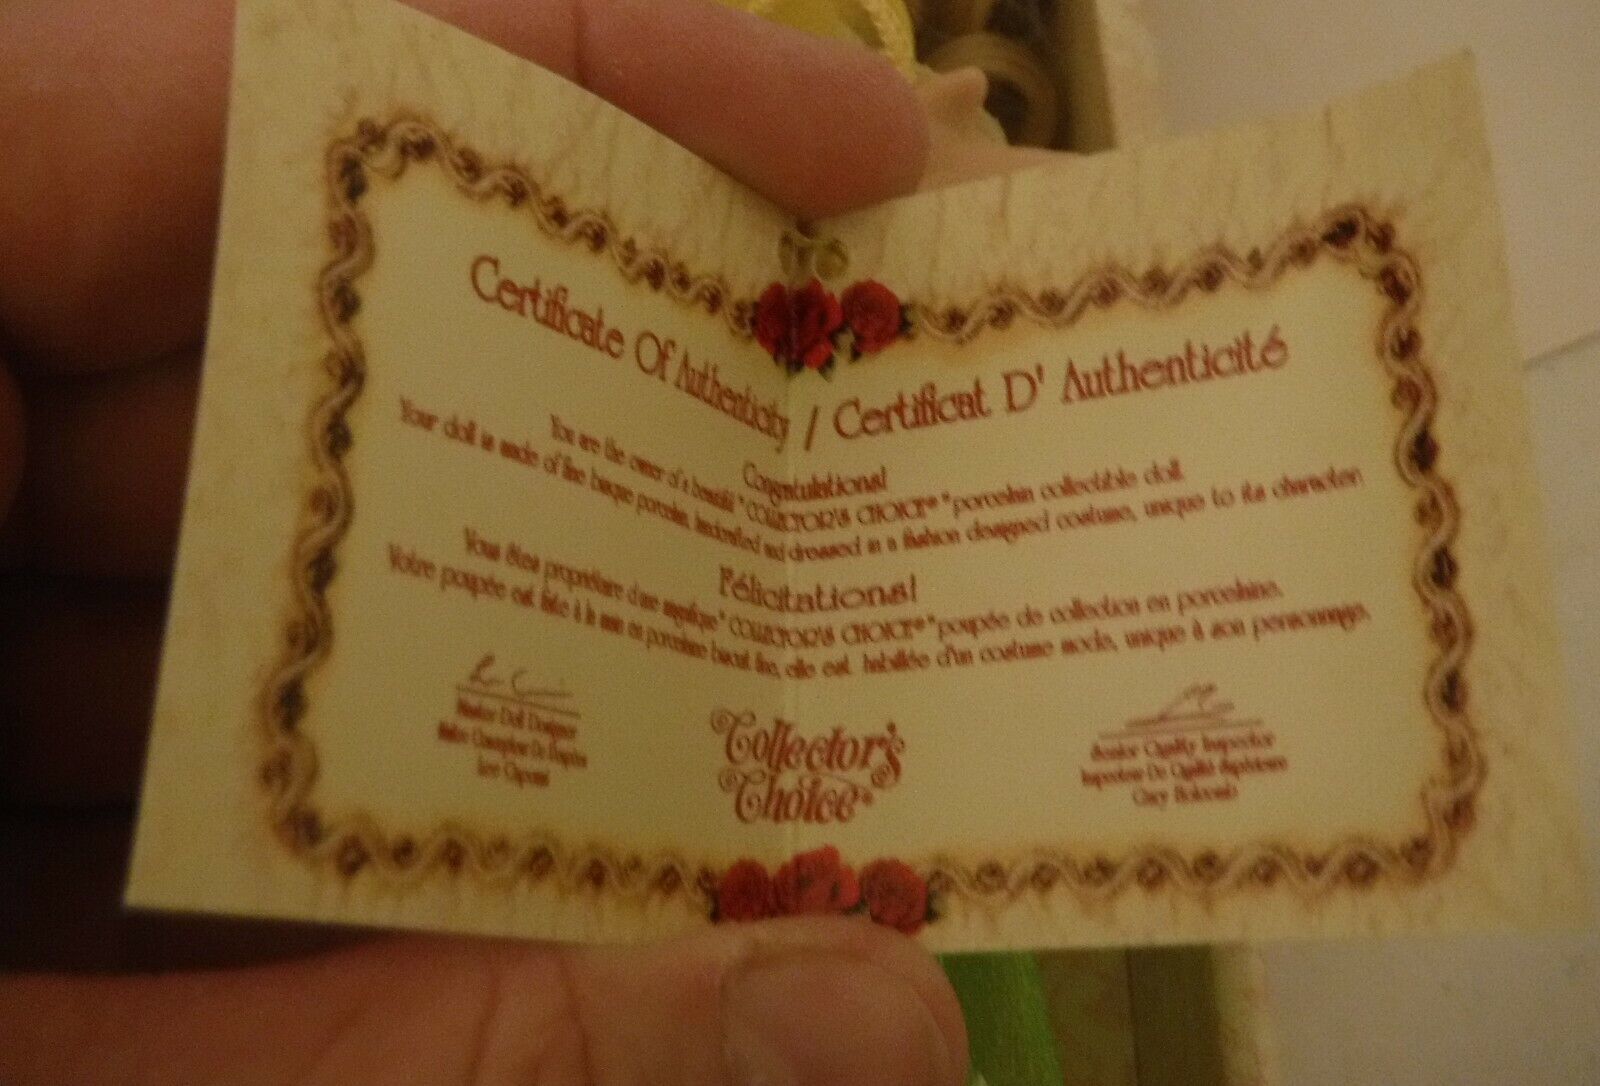 Certificate Of Authenticity / Certificat D' Authenticité
Congratulations!
You are the owner of a beautiful "COLLECTOR'S CHOICE® "porcelain collectible doll.
Your doll is made of fine bisque porcelain, handcrafted and dressed in a fashion designed costume, unique to its character.
Félicitations!
Vous êtes propriétaire d'une magnifique" COLLECTOR'S CHOICE® "poupée de collection en porcelaine.
Votre poupée est faite à la main en porcelaine biscuit fine, elle est habillée d'un costume mode, unique à son personnage.
Master Doll Designer
Senior Quality Inspector
Inspecteur De Qualité
Gary
Collector's
Choice®